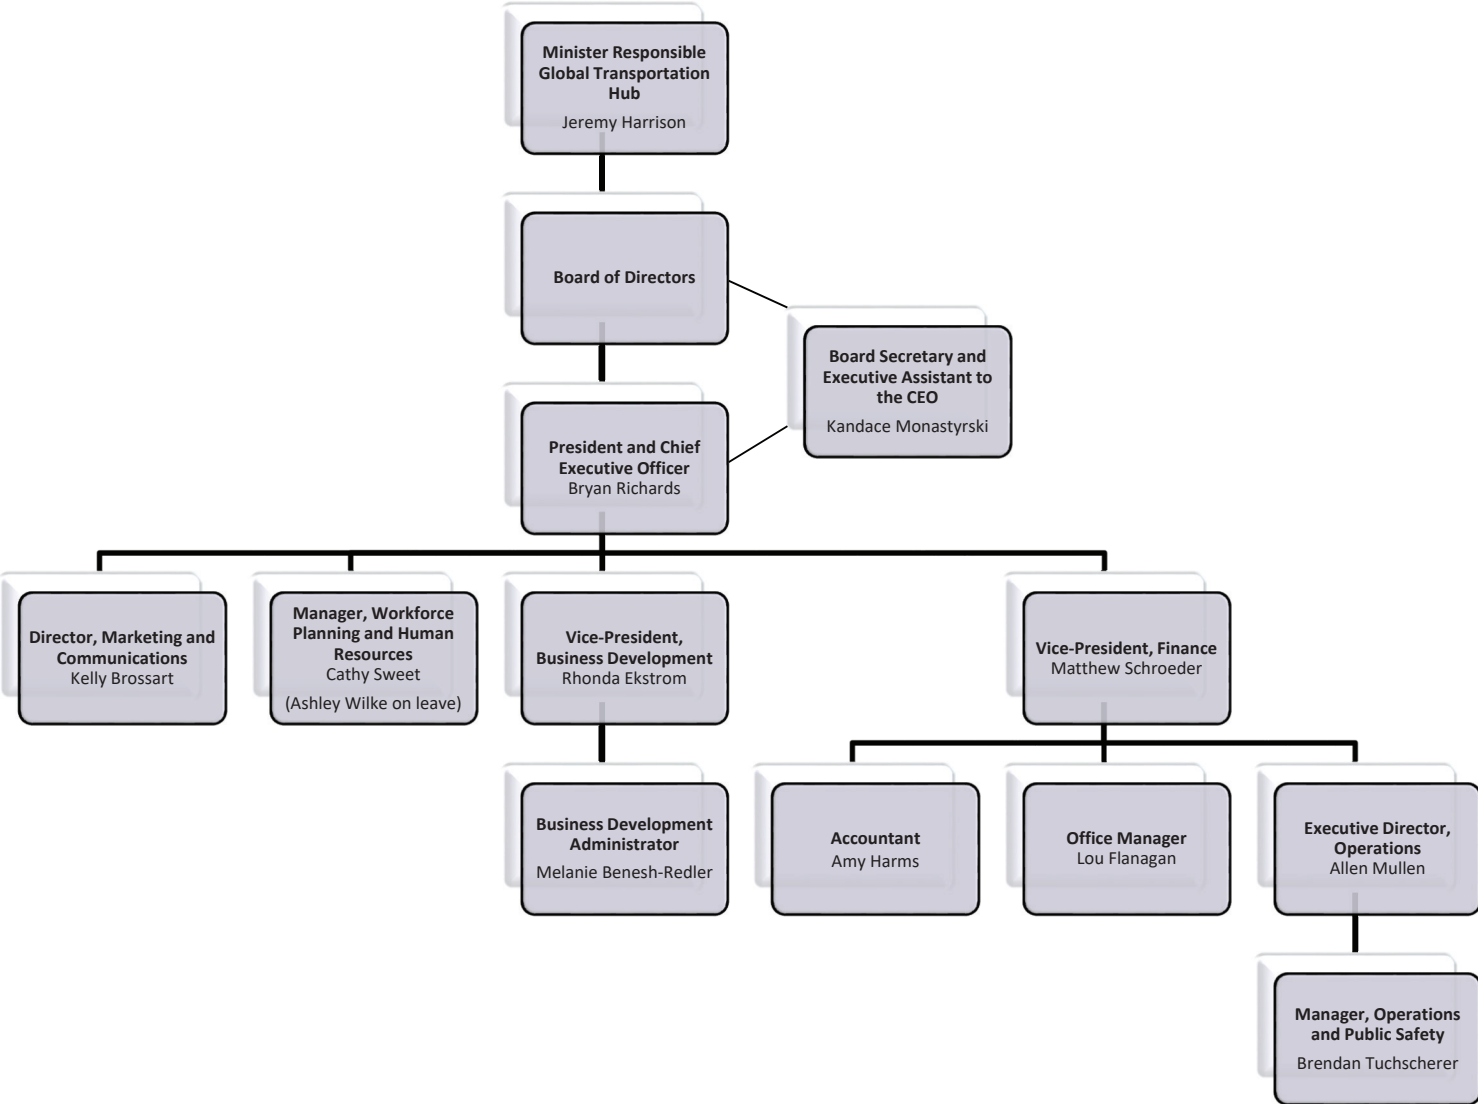 Minister Responsible
Global Transportation
Hub
Jeremy Harrison
Board of Directors
Board Secretary and
Executive Assistant to
the CEO
Kandace Monastyrski
President and Chief
Executive Officer
Bryan Richards
Director, Marketing and
Communications
Kelly Brossart
Manager, Workforce
Planning and Human
Resources
Cathy Sweet
(Ashley Wilke on leave)
Vice-President,
Business Development
Rhonda Ekstrom
Vice-President, Finance
Matthew Schroeder
Business Development
Administrator
Melanie Benesh-Redler
Accountant
Amy Harms
Office Manager
Lou Flanagan
Executive Director,
Operations
Allen Mullen
Manager, Operations
and Public Safety
Brendan Tuchscherer